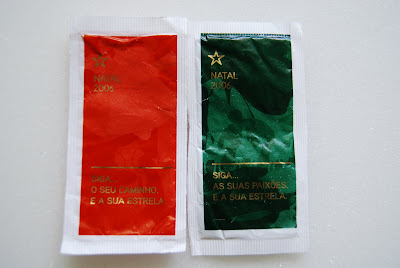 NATAL
2006
SIGA...
O SEU CAMINHO,
E A SUA ESTRELA.
NATAL
2006
SIGA...
AS SUAS PAIXÕES,
E A SUA ESTRELA.